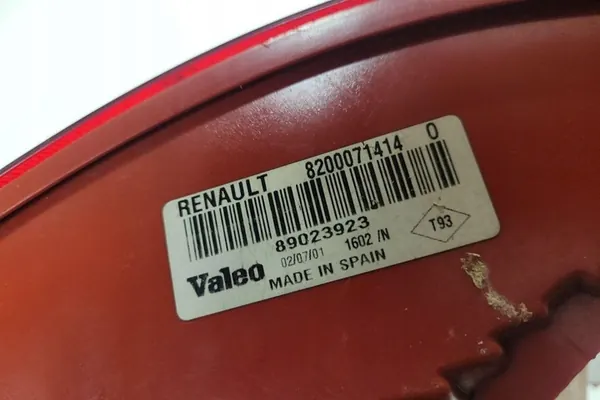 RENAULT 8200071414 0
89023923
02/07/01 1602 /N
T93
Valeo MADE IN SPAIN